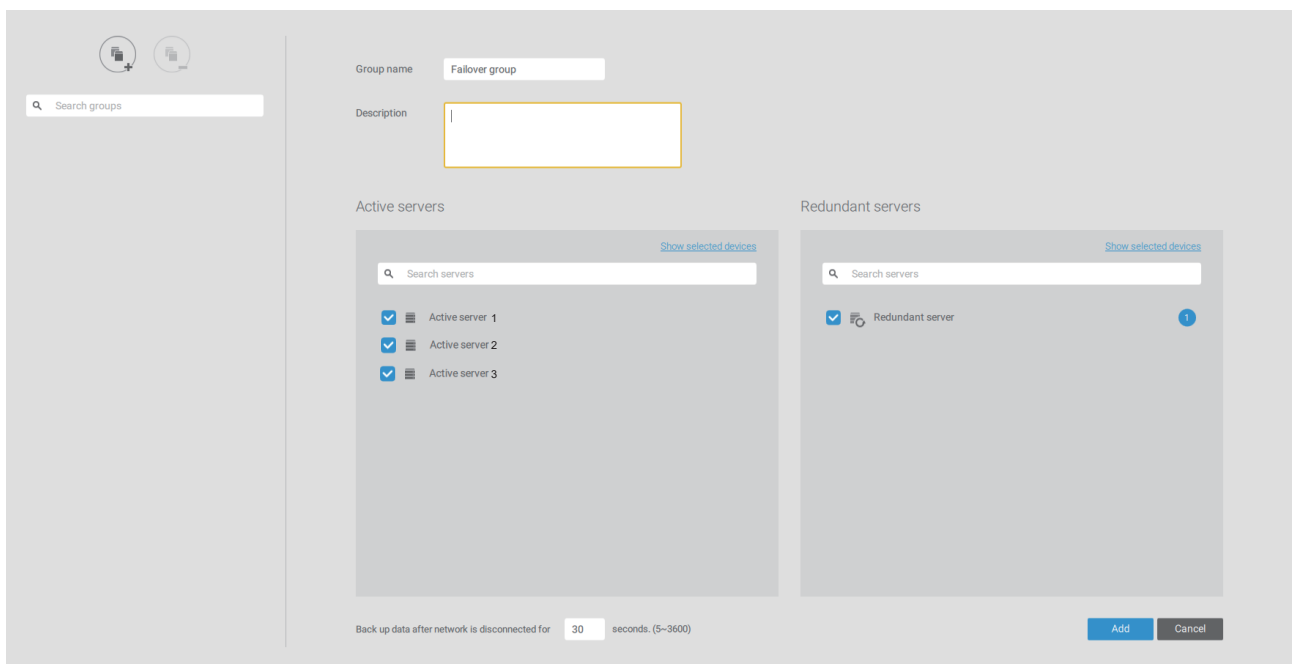 Group name
Failover group
Search groups
Description
Active servers
Redundant servers
Show selected devices
Show selected devices
Search servers
Search servers
Active server 1
Redundant server
1
Active server 2
Active server 3
Back up data after network is disconnected for 30 seconds. (5~3600)
Add
Cancel